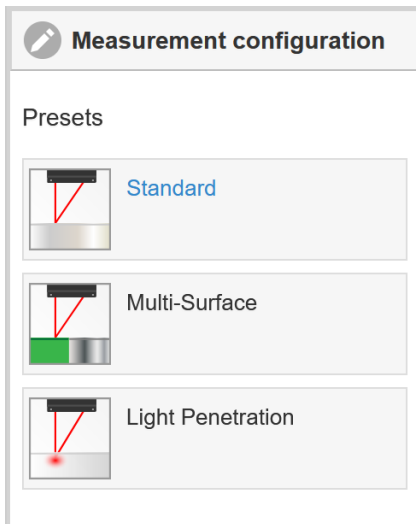 Measurement configuration
Presets
Standard
Multi-Surface
Light Penetration